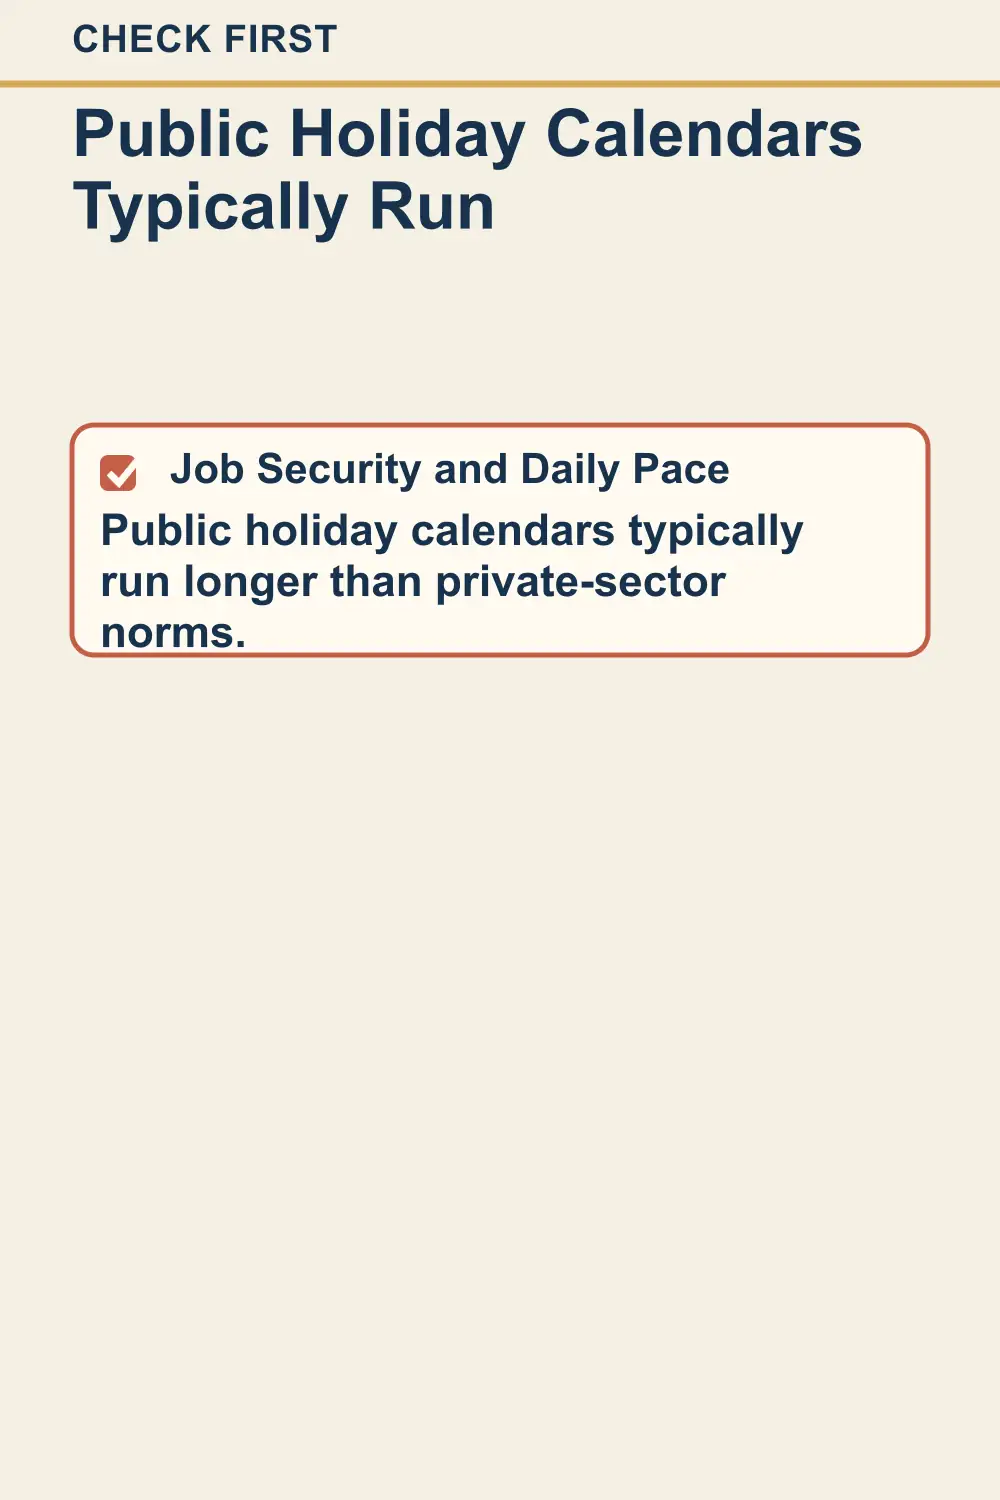 CHECK FIRST
Public Holiday Calendars
Typically Run
Job Security and Daily Pace
Public holiday calendars typically
run longer than private-sector
norms.